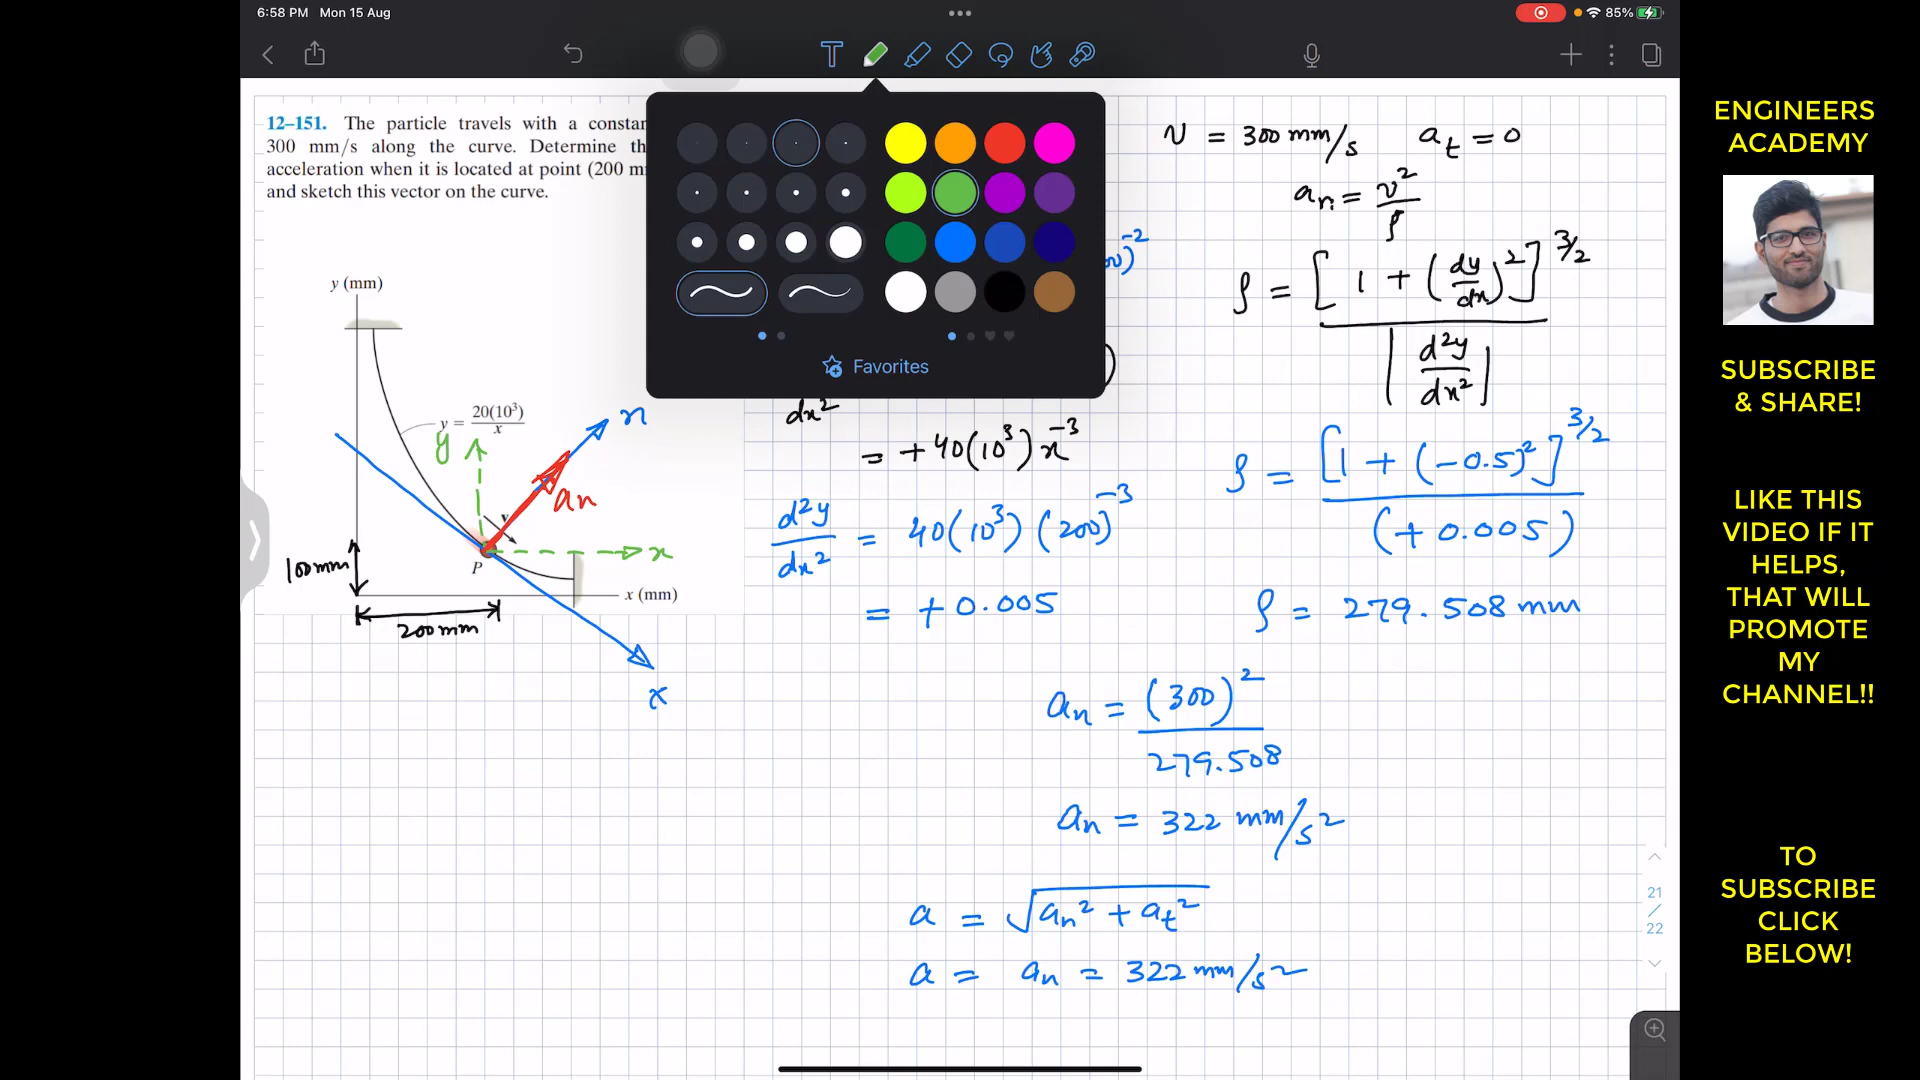 6:58 PM Mon 15 Aug
85%
12–151. The particle travels with a constan
300 mm/s along the curve. Determine th
acceleration when it is located at point (200 m
and sketch this vector on the curve.
Favorites
y (mm)
y = 20(10³)/x
y
n
an
v
x
P
100mm
x (mm)
200mm
x
)⁻²
)
dx²
= +40(10³)x⁻³
d²y/dx² = 40(10³)(200)⁻³
= +0.005
v = 300 mm/s at = 0
an = v²/ρ
ρ = [1 + (dy/dx)²]^3/2 / |d²y/dx²|
ρ = [1 + (-0.5)²]^3/2 / (+0.005)
ρ = 279.508 mm
an = (300)²/279.508
an = 322 mm/s²
a = √an² + at²
a = an = 322 mm/s²
21
/
22
ENGINEERS
ACADEMY
SUBSCRIBE
& SHARE!
LIKE THIS
VIDEO IF IT
HELPS,
THAT WILL
PROMOTE
MY
CHANNEL!!
TO
SUBSCRIBE
CLICK
BELOW!